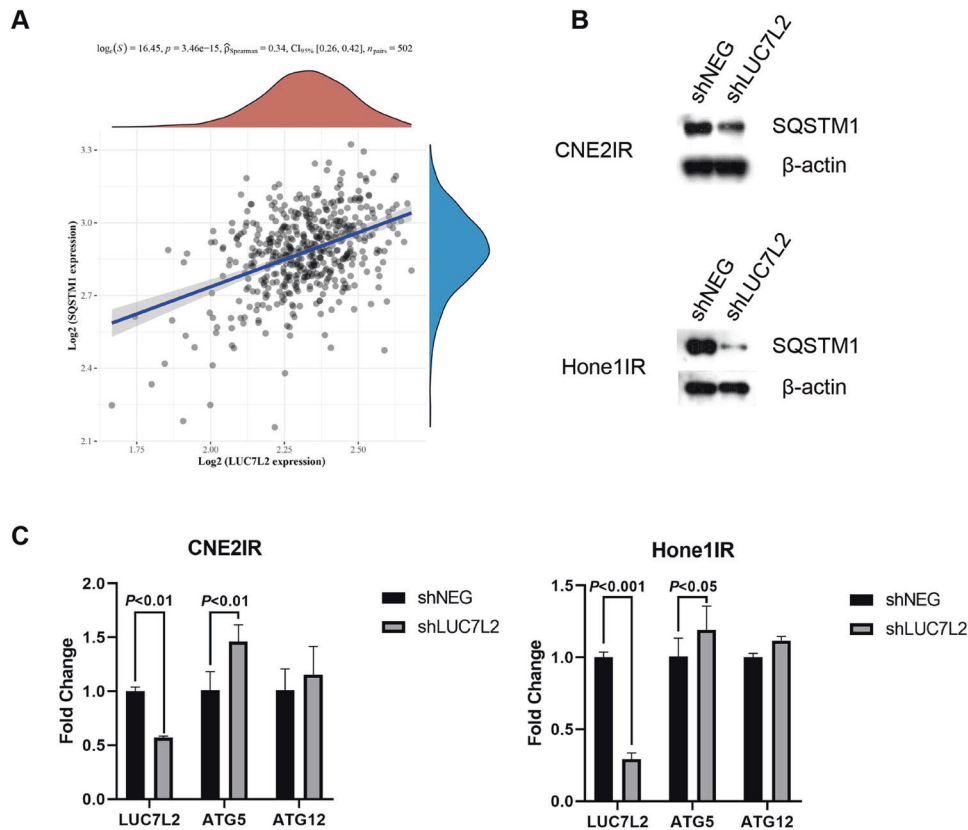 A
logₑ(S) = 16.45, p = 3.46e−15, ρ̂Spearman = 0.34, CI95% [0.26, 0.42], npairs = 502
3.3
3.0
2.7
2.4
2.1
Log2 (SQSTM1 expression)
1.75
2.00
2.25
2.50
Log2 (LUC7L2 expression)
B
shNEG
shLUC7L2
CNE2IR
SQSTM1
β-actin
shNEG
shLUC7L2
Hone1IR
SQSTM1
β-actin
C
CNE2IR
Fold Change
2.0
1.5
1.0
0.5
0.0
P<0.01
P<0.01
LUC7L2
ATG5
ATG12
shNEG
shLUC7L2
Hone1IR
Fold Change
1.5
1.0
0.5
0.0
P<0.001
P<0.05
LUC7L2
ATG5
ATG12
shNEG
shLUC7L2